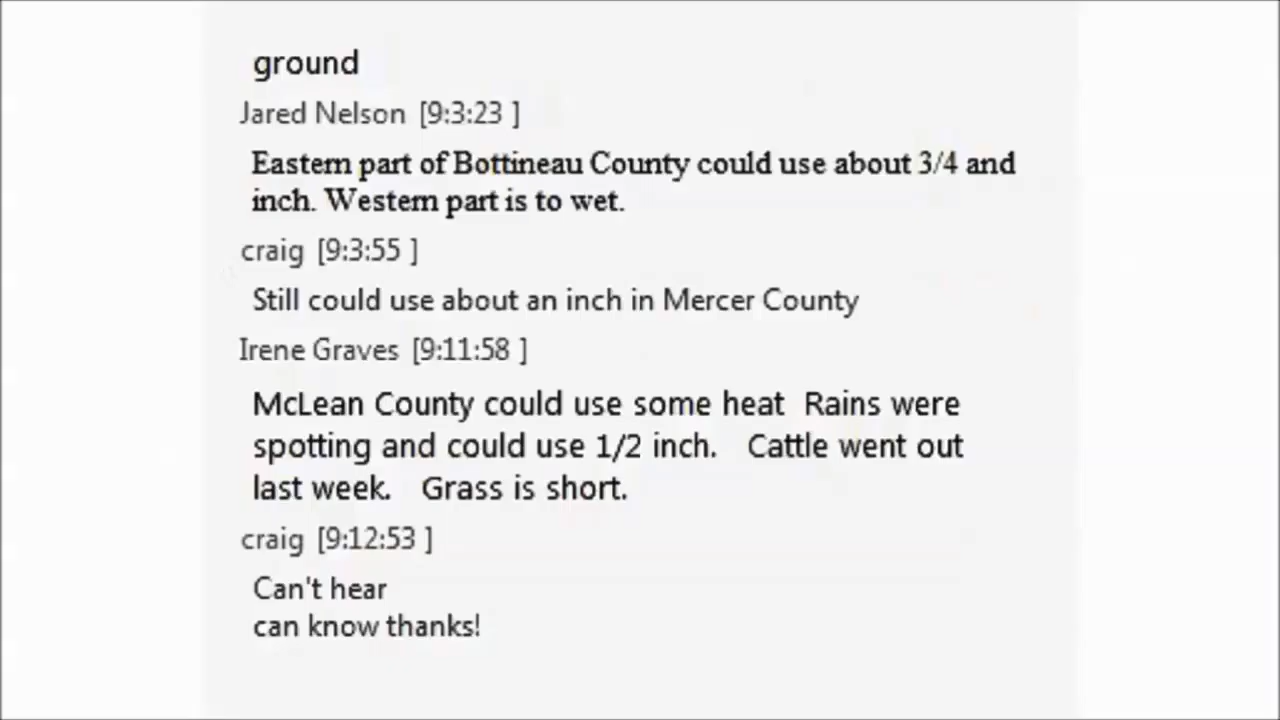 ground
Jared Nelson [9:3:23 ]
Eastern part of Bottineau County could use about 3/4 and
inch. Western part is to wet.
craig [9:3:55 ]
Still could use about an inch in Mercer County
Irene Graves [9:11:58 ]
McLean County could use some heat  Rains were
spotting and could use 1/2 inch.   Cattle went out
last week.   Grass is short.
craig [9:12:53 ]
Can't hear
can know thanks!